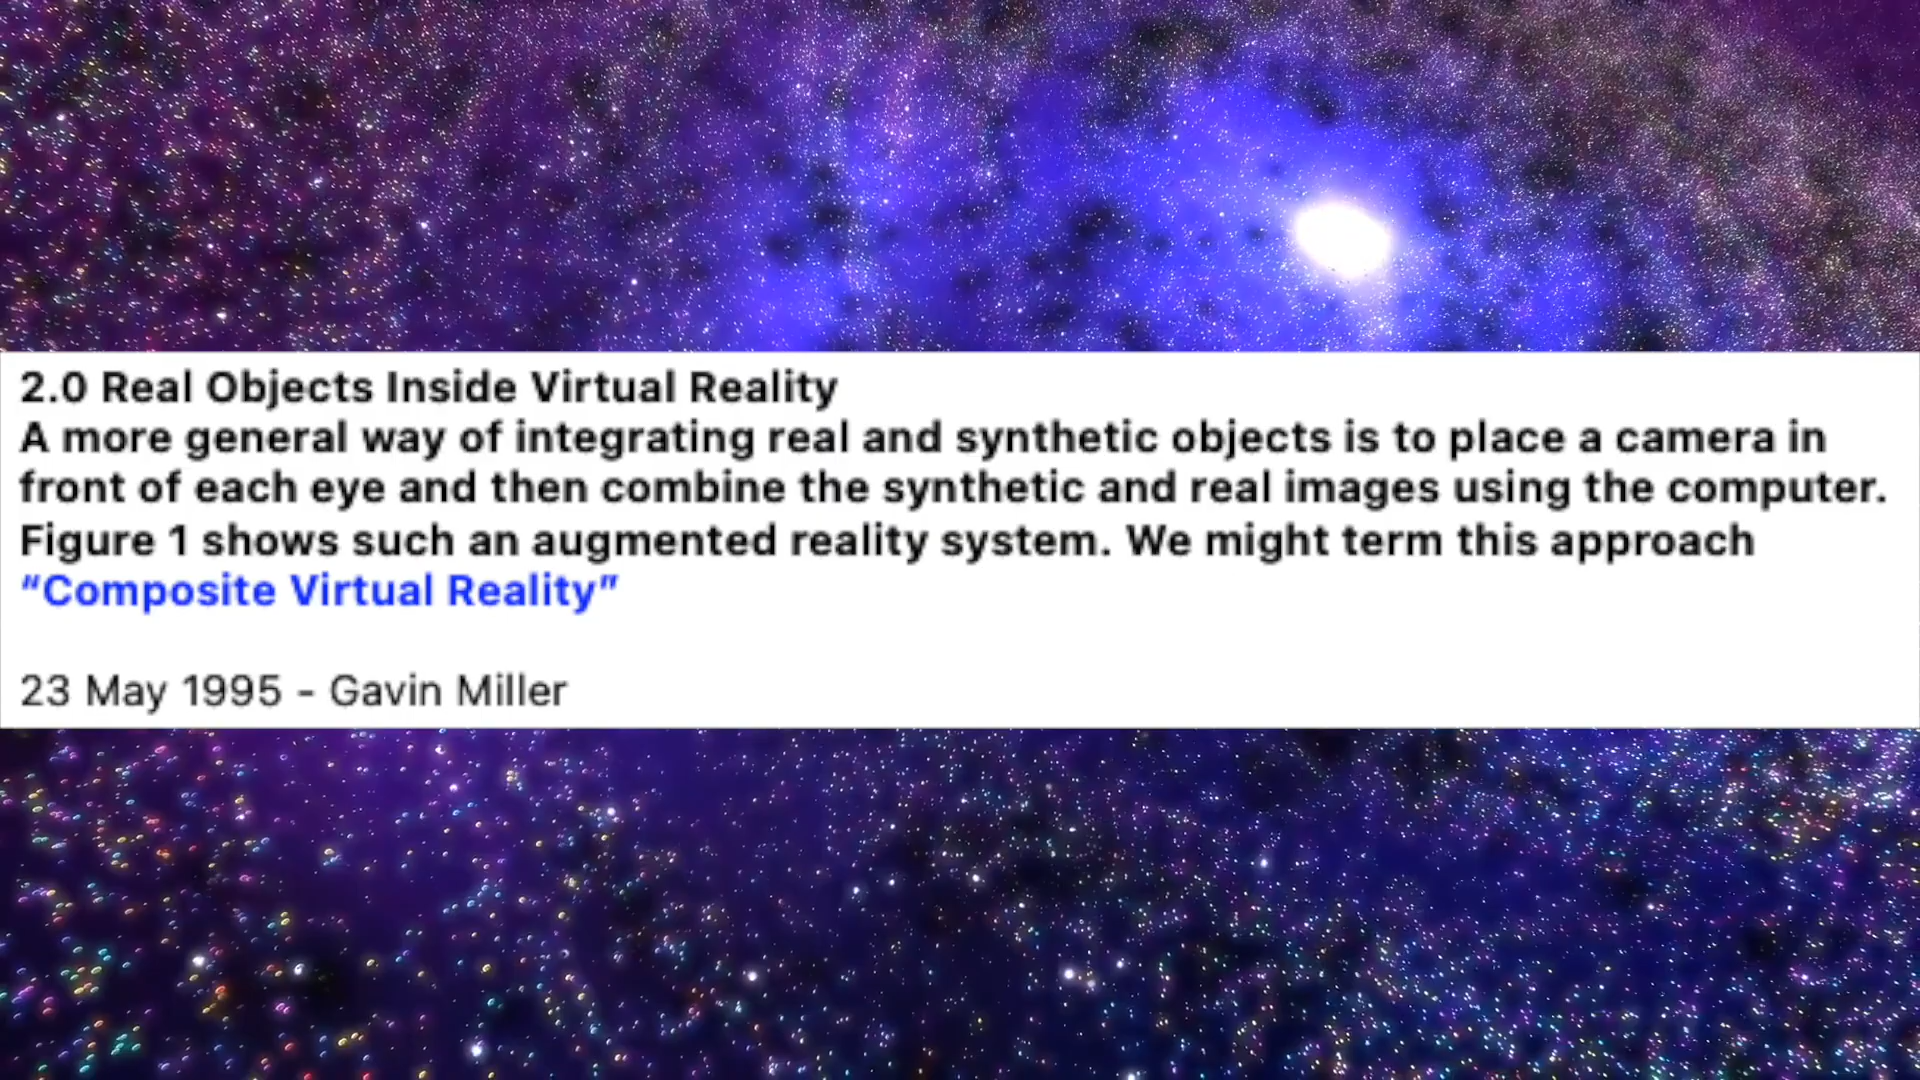 2.0 Real Objects Inside Virtual Reality
A more general way of integrating real and synthetic objects is to place a camera in
front of each eye and then combine the synthetic and real images using the computer.
Figure 1 shows such an augmented reality system. We might term this approach
“Composite Virtual Reality”
23 May 1995 - Gavin Miller